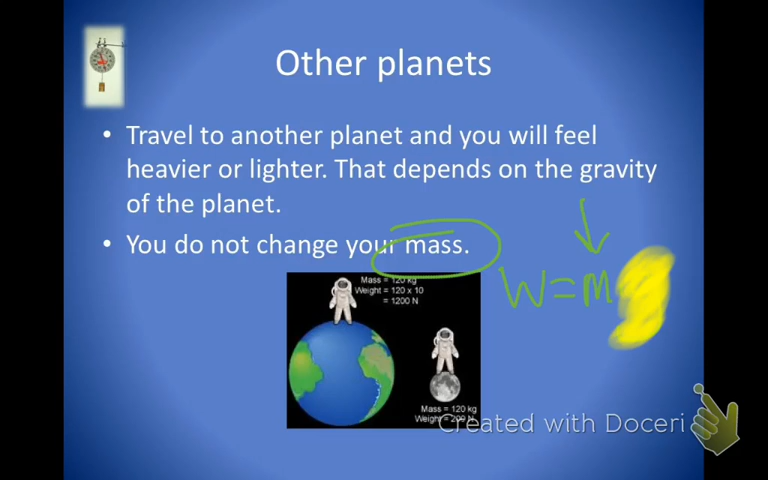 Other planets
• Travel to another planet and you will feel
heavier or lighter. That depends on the gravity
of the planet.
• You do not change your mass.
W=m
Mass = 120 kg
Weight = 120 x 10
= 1200 N
Mass = 120 kg
Weight = 200 N
Created with Doceri